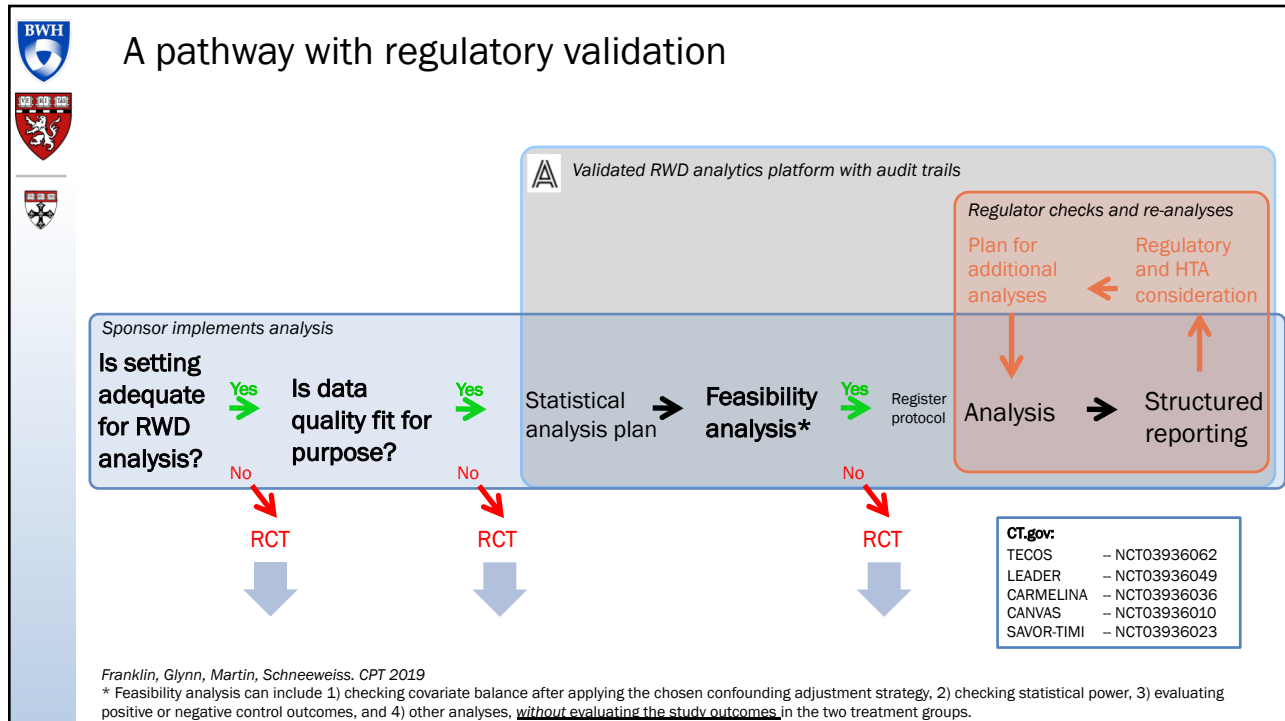 BWH
A pathway with regulatory validation
Validated RWD analytics platform with audit trails
Regulator checks and re-analyses
Plan for
additional
analyses
Regulatory
and HTA
consideration
Sponsor implements analysis
Is setting
adequate
for RWD
analysis?
Yes
Is data
quality fit for
purpose?
Yes
Statistical
analysis plan
Feasibility
analysis*
Yes
Register
protocol
Analysis
Structured
reporting
No
RCT
No
RCT
No
RCT
CT.gov:
TECOS – NCT03936062
LEADER – NCT03936049
CARMELINA – NCT03936036
CANVAS – NCT03936010
SAVOR-TIMI – NCT03936023
Franklin, Glynn, Martin, Schneeweiss. CPT 2019
* Feasibility analysis can include 1) checking covariate balance after applying the chosen confounding adjustment strategy, 2) checking statistical power, 3) evaluating
positive or negative control outcomes, and 4) other analyses, without evaluating the study outcomes in the two treatment groups.